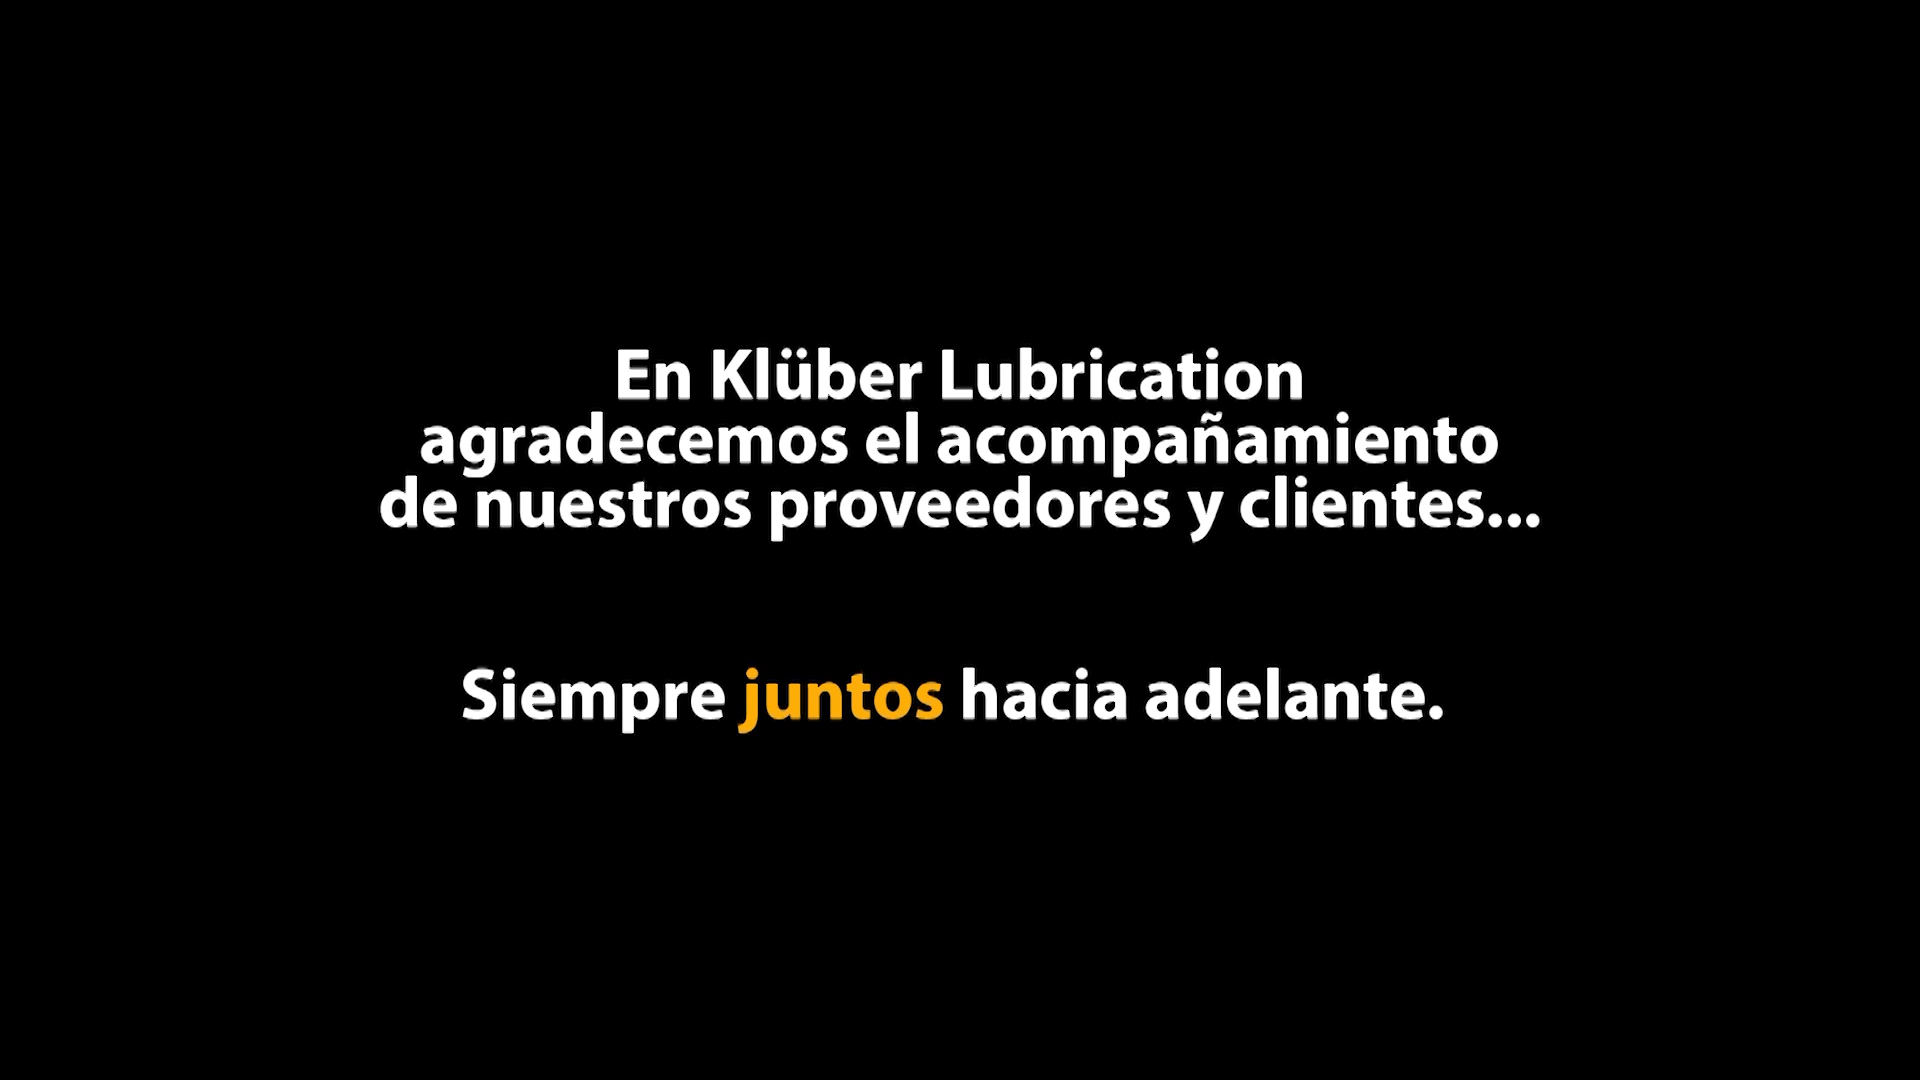 En Klüber Lubrication
agradecemos el acompañamiento
de nuestros proveedores y clientes...
Siempre juntos hacia adelante.